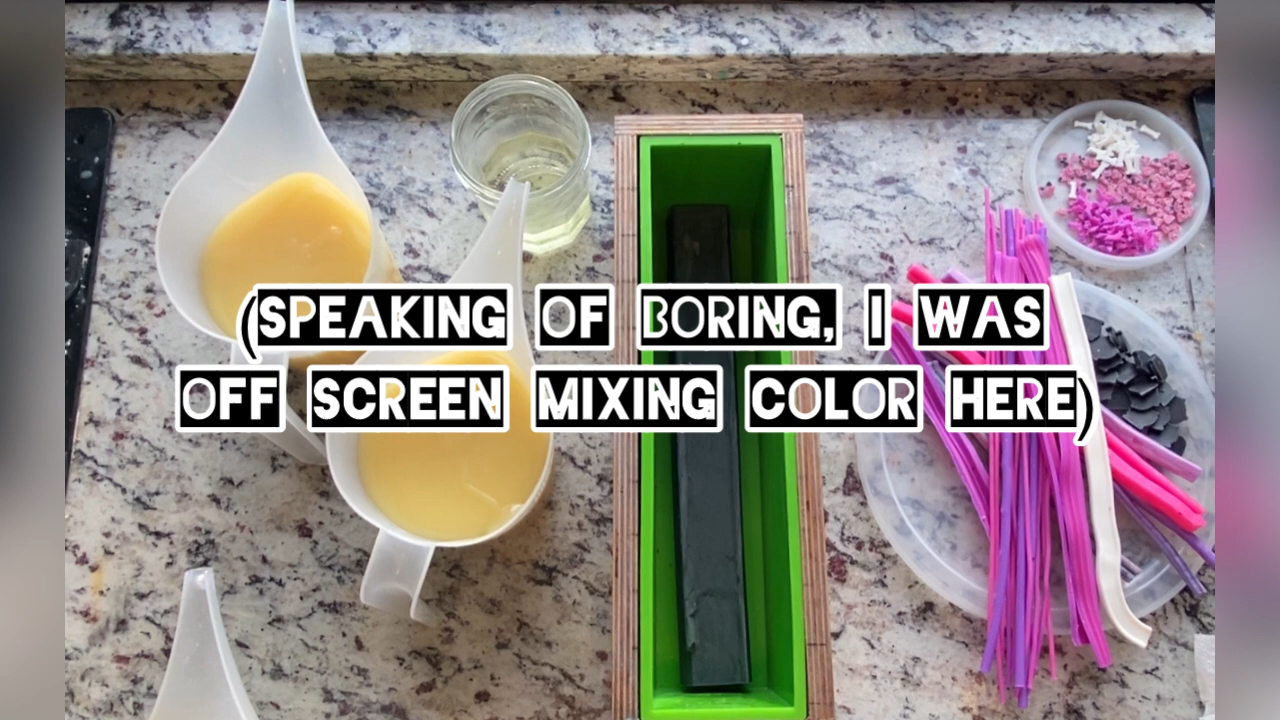 (SPEAKING OF BORING, I WAS
OFF SCREEN MIXING COLOR HERE)